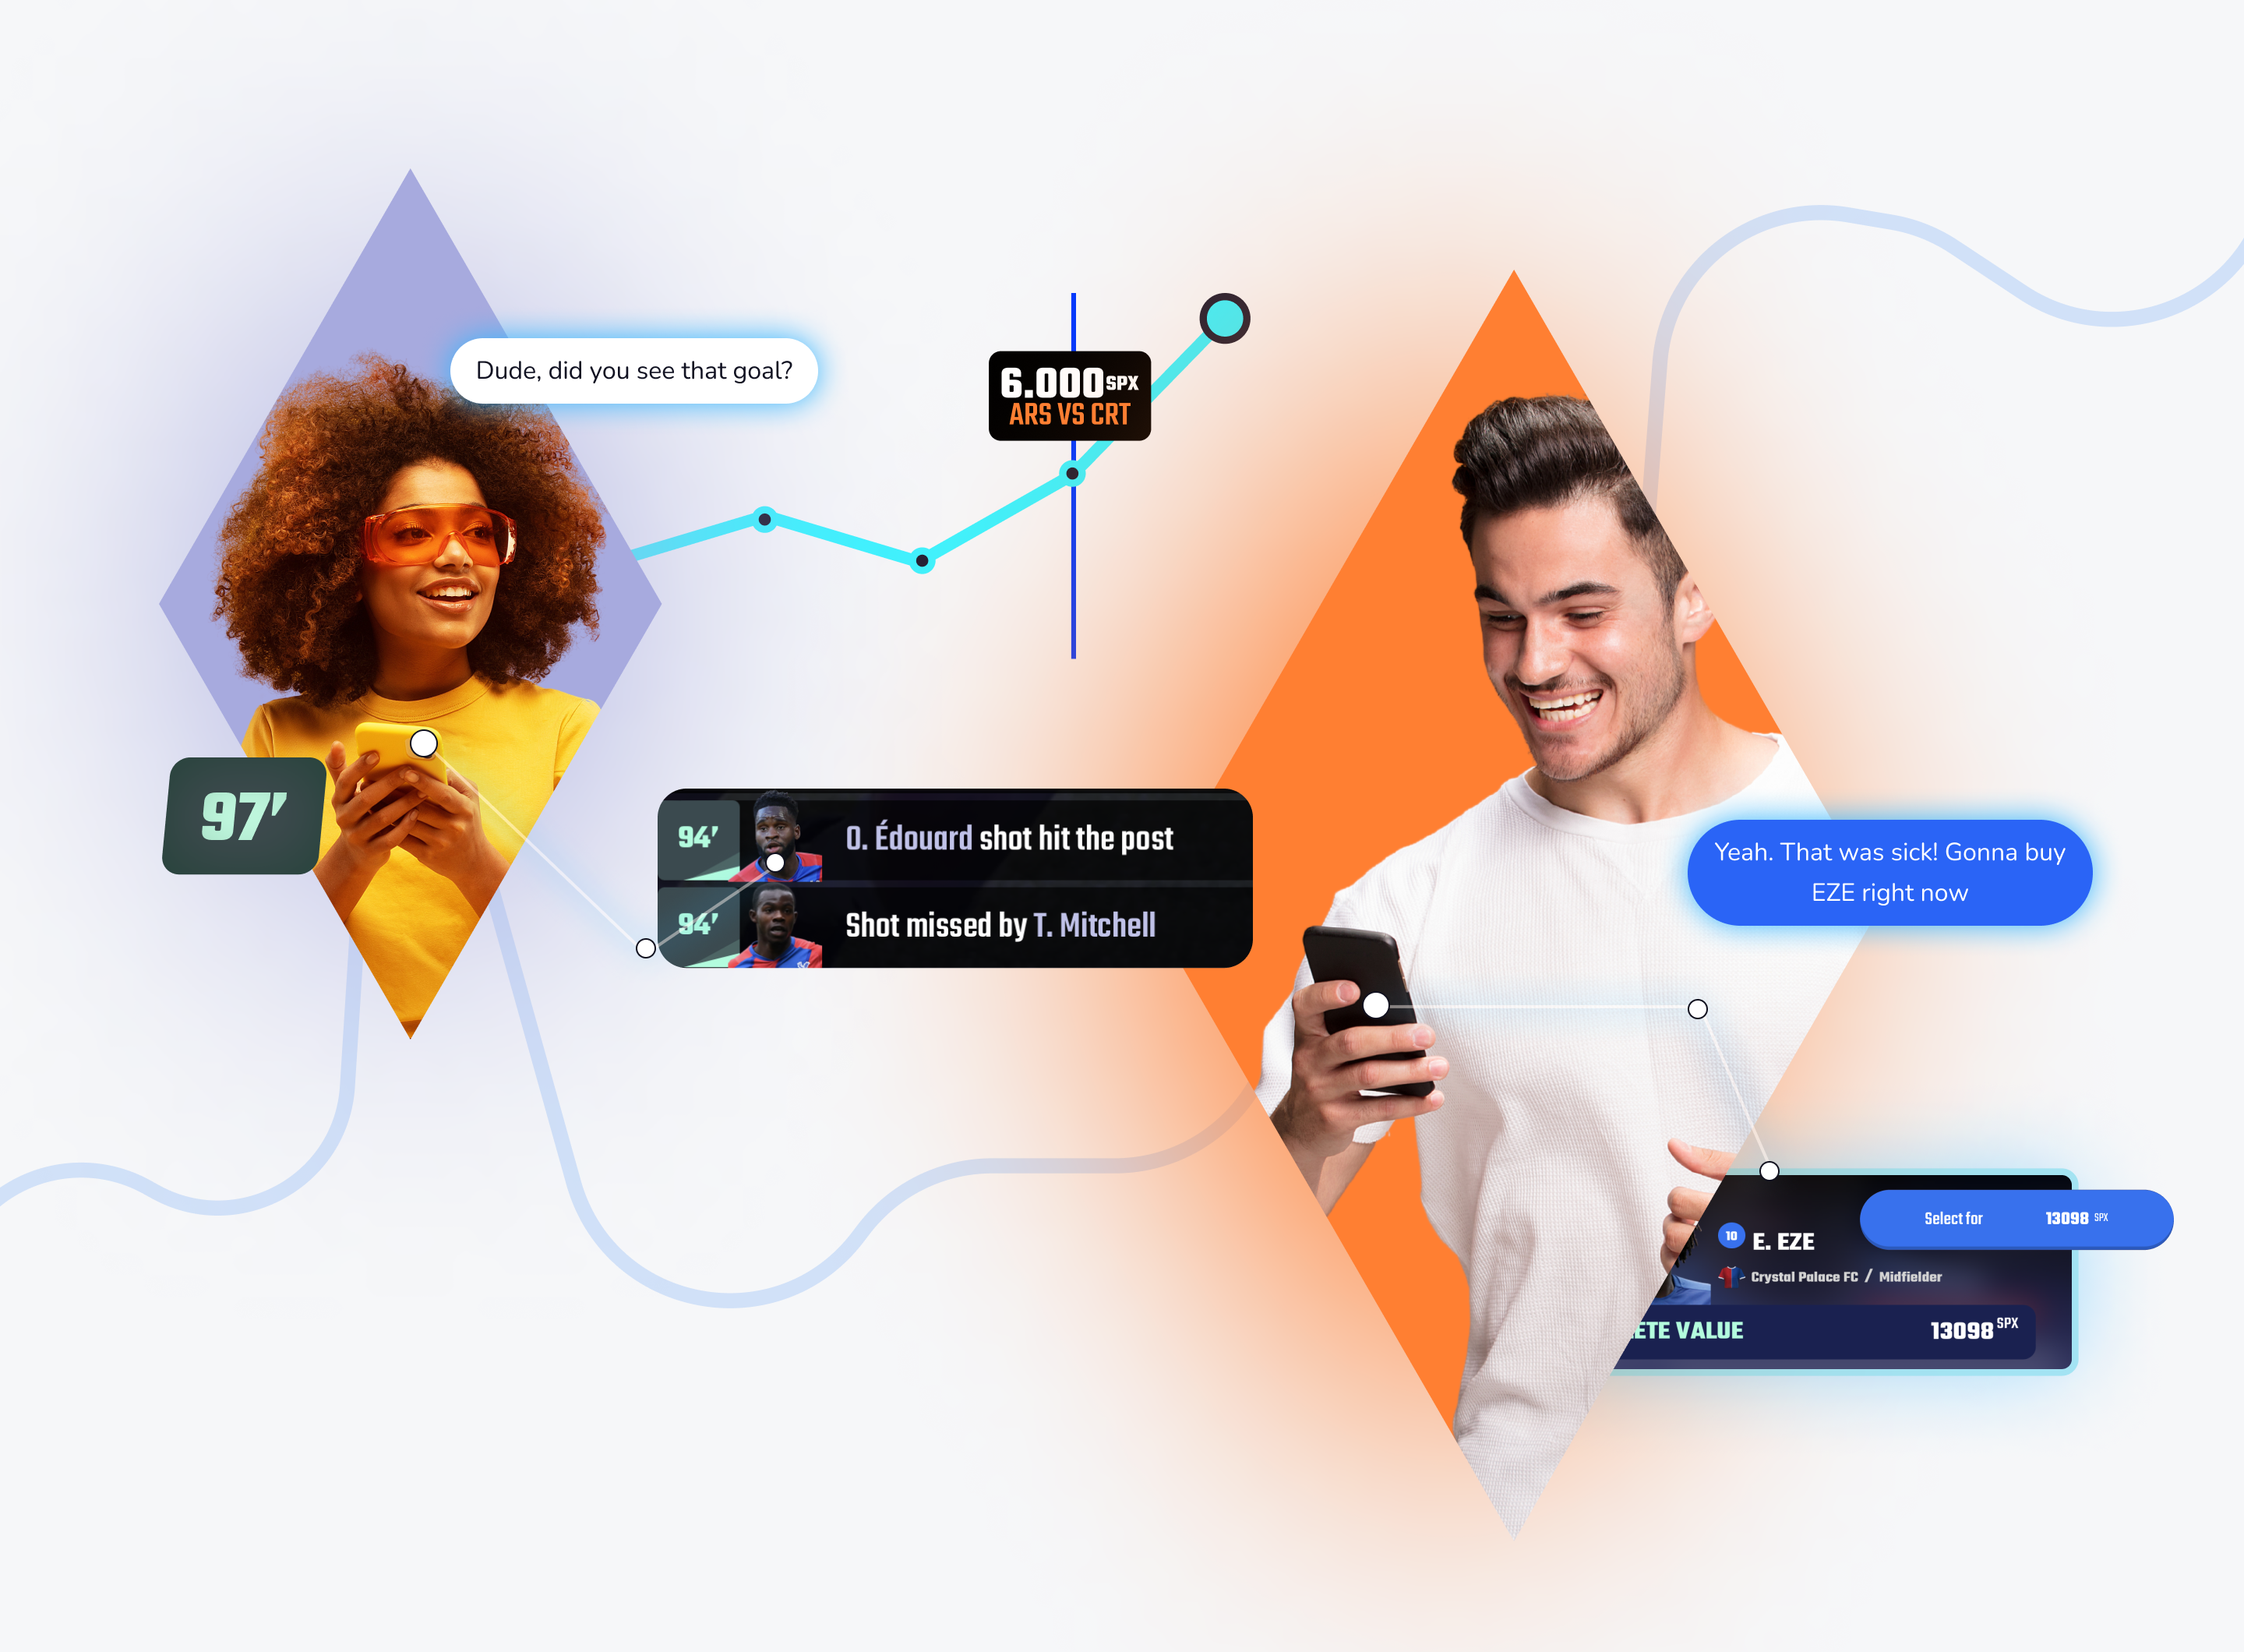 Dude, did you see that goal?
6.000 SPX
ARS VS CRT
97'
94'
O. Édouard shot hit the post
94'
Shot missed by T. Mitchell
Yeah. That was sick! Gonna buy
EZE right now
Select for 13098 SPX
10 E. EZE
Crystal Palace FC / Midfielder
VALUE 13098 SPX